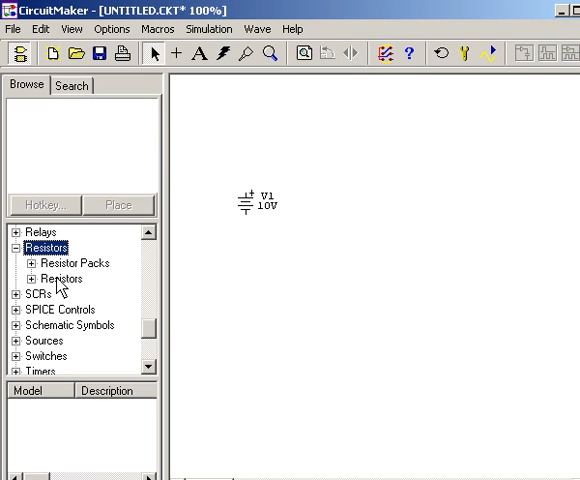 CircuitMaker - [UNTITLED.CKT* 100%]
File Edit View Options Macros Simulation Wave Help
Browse Search
Hotkey... Place
Relays
Resistors
Resistor Packs
Resistors
SCRs
SPICE Controls
Schematic Symbols
Sources
Switches
Timers
Model Description
V1
10V